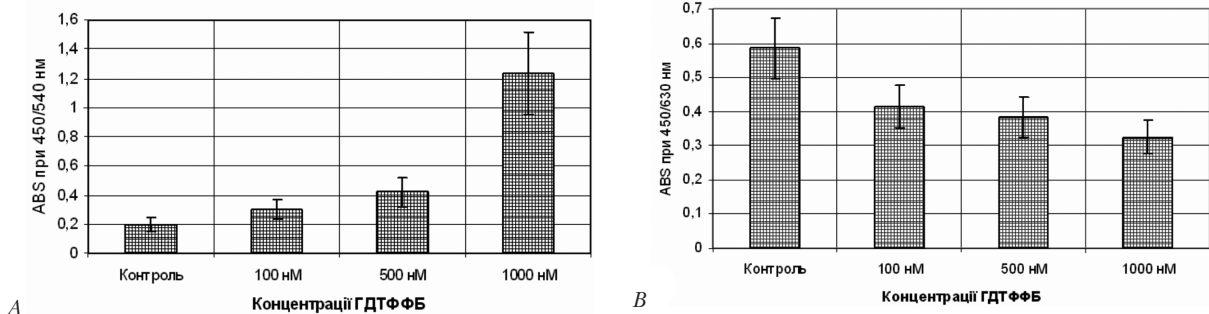 1,6
1,4
1,2
1
0,8
0,6
0,4
0,2
0
ABS при 450/540 нм
Контроль 100 нМ 500 нМ 1000 нМ
Концентрації ГДТФФБ
А
0,7
0,6
0,5
0,4
0,3
0,2
0,1
0
ABS при 450/630 нм
Контроль 100 нМ 500 нМ 1000 нМ
Концентрації ГДТФФБ
В